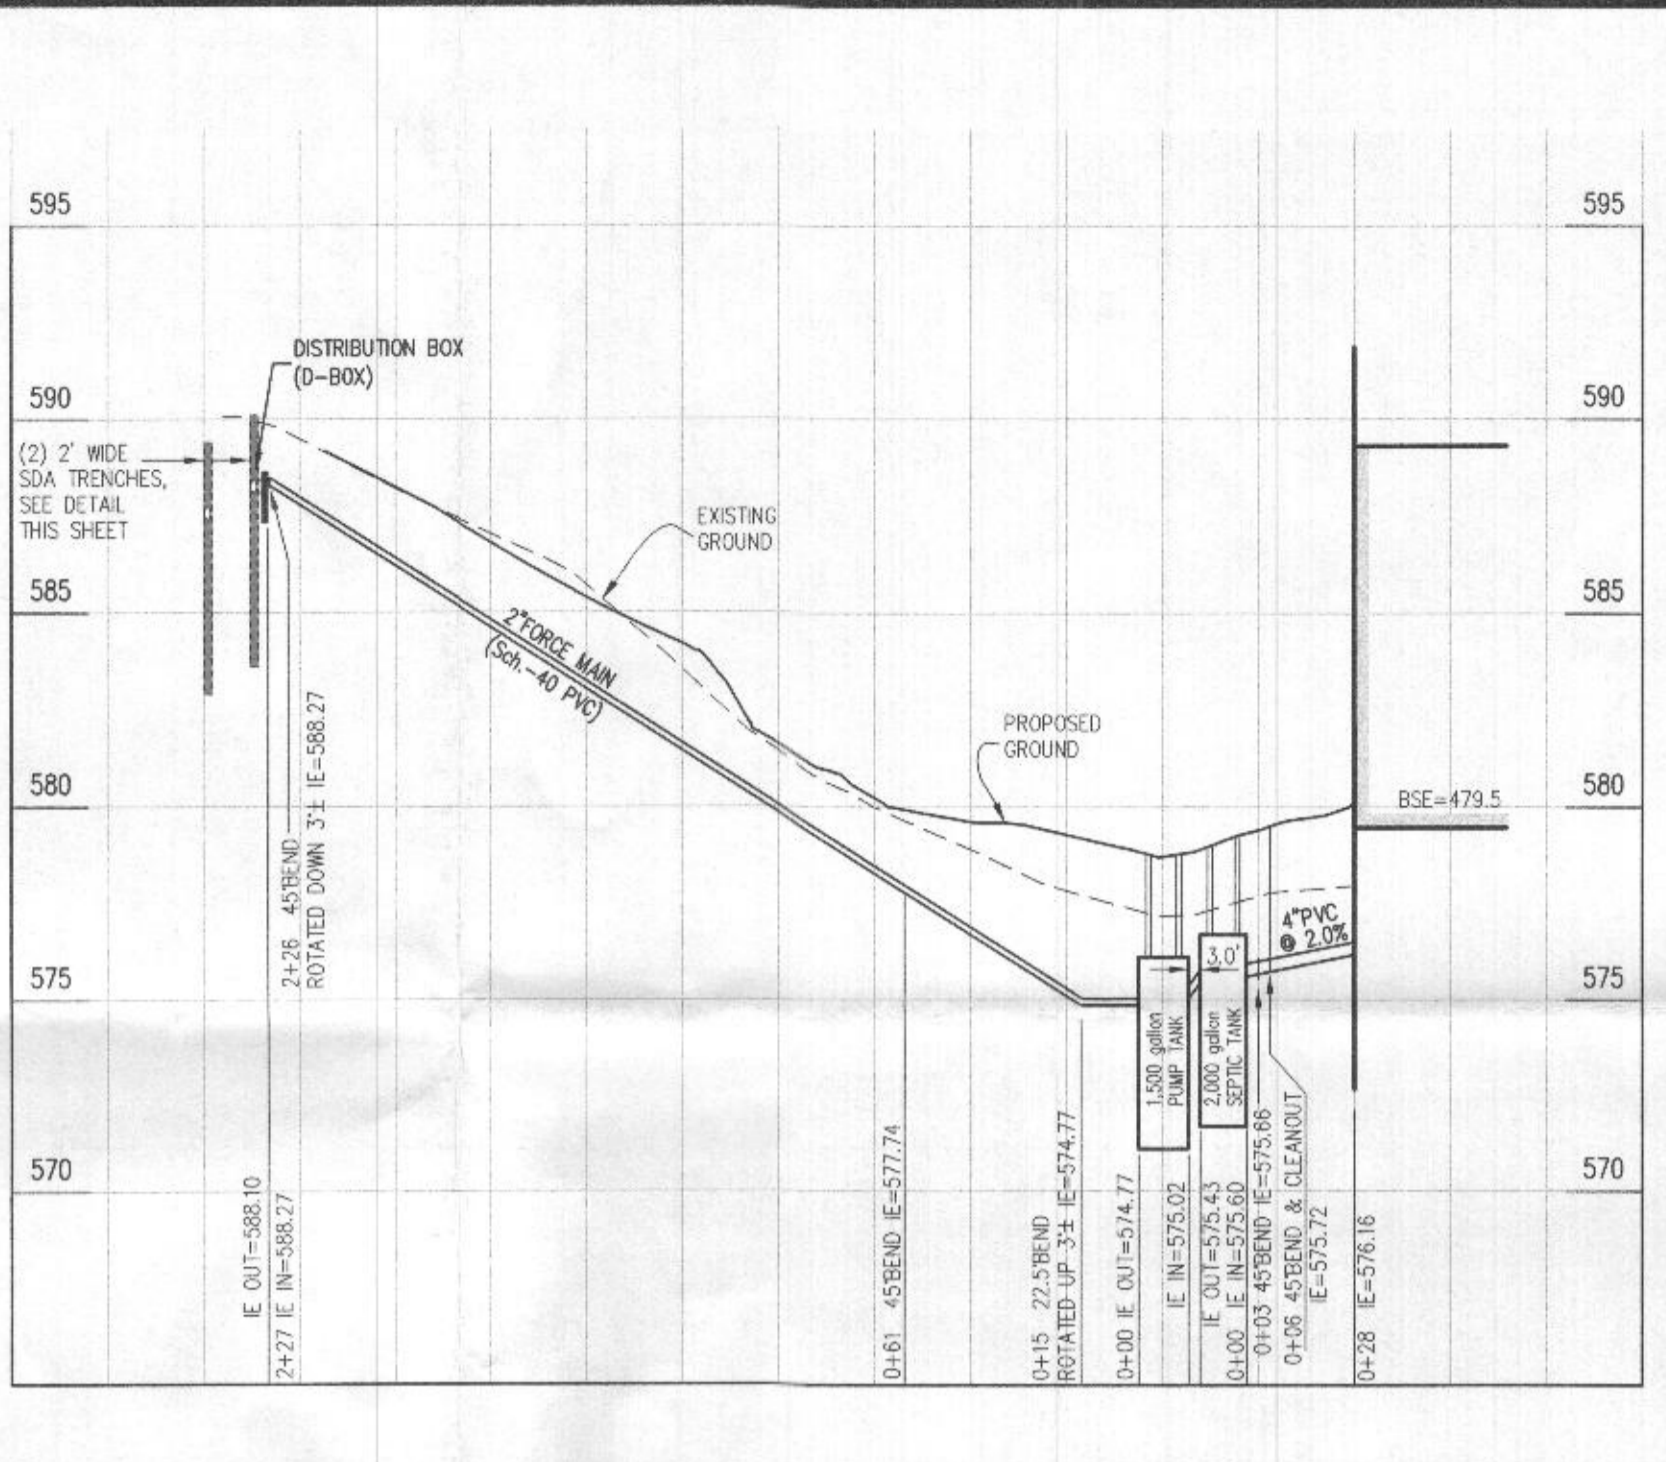 595
595
DISTRIBUTION BOX
(D-BOX)
590
590
(2) 2' WIDE
SDA TRENCHES,
SEE DETAIL
THIS SHEET
EXISTING
GROUND
585
585
2" FORCE MAIN
(Sch.-40 PVC)
PROPOSED
GROUND
580
580
BSE=479.5
2+26 45°BEND
ROTATED DOWN 3°± IE=588.27
4"PVC
@ 2.0%
3.0'
575
575
1,500 gallon
PUMP TANK
2,000 gallon
SEPTIC TANK
570
570
IE OUT=588.10
2+27 IE IN=588.27
0+61 45°BEND IE=577.74
0+15 22.5°BEND
ROTATED UP 3°± IE=574.77
0+00 IE OUT=574.77
IE IN=575.02
IE OUT=575.43
0+00 IE IN=575.60
0+03 45°BEND IE=575.66
0+06 45°BEND & CLEANOUT
IE=575.72
0+28 IE=576.16